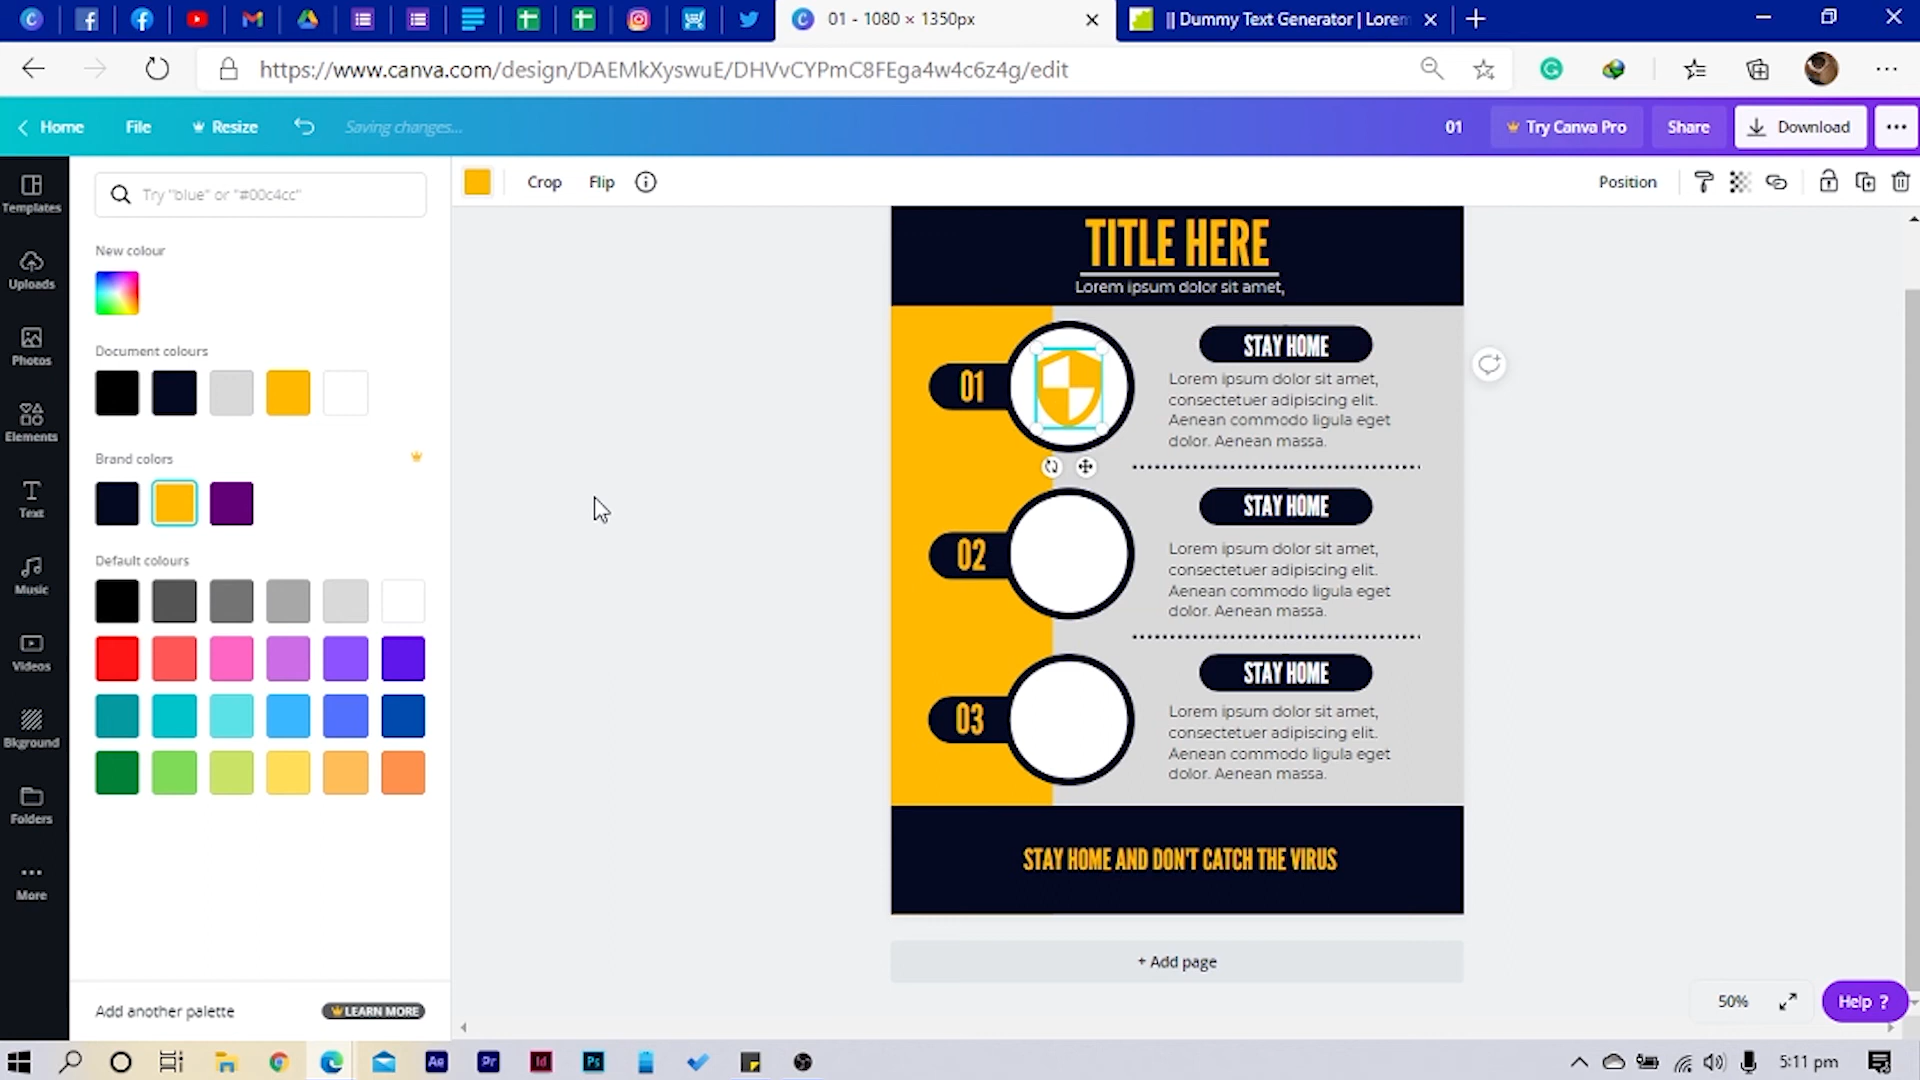 01 - 1080 × 1350px
|| Dummy Text Generator | Lorem
https://www.canva.com/design/DAEMkXyswuE/DHVvCYPmC8FEga4w4c6z4g/edit
Home
File
Resize
Saving changes...
01
Try Canva Pro
Share
Download
Templates
Uploads
Photos
Elements
Text
Music
Videos
Bkground
Folders
More
Try "blue" or "#00c4cc"
New colour
Document colours
Brand colors
Default colours
Add another palette
LEARN MORE
Crop
Flip
Position
TITLE HERE
Lorem ipsum dolor sit amet,
01
STAY HOME
Lorem ipsum dolor sit amet,
consectetuer adipiscing elit.
Aenean commodo ligula eget
dolor. Aenean massa.
02
STAY HOME
Lorem ipsum dolor sit amet,
consectetuer adipiscing elit.
Aenean commodo ligula eget
dolor. Aenean massa.
03
STAY HOME
Lorem ipsum dolor sit amet,
consectetuer adipiscing elit.
Aenean commodo ligula eget
dolor. Aenean massa.
STAY HOME AND DON'T CATCH THE VIRUS
+ Add page
50%
Help ?
Ae
Pr
Id
Ps
5:11 pm